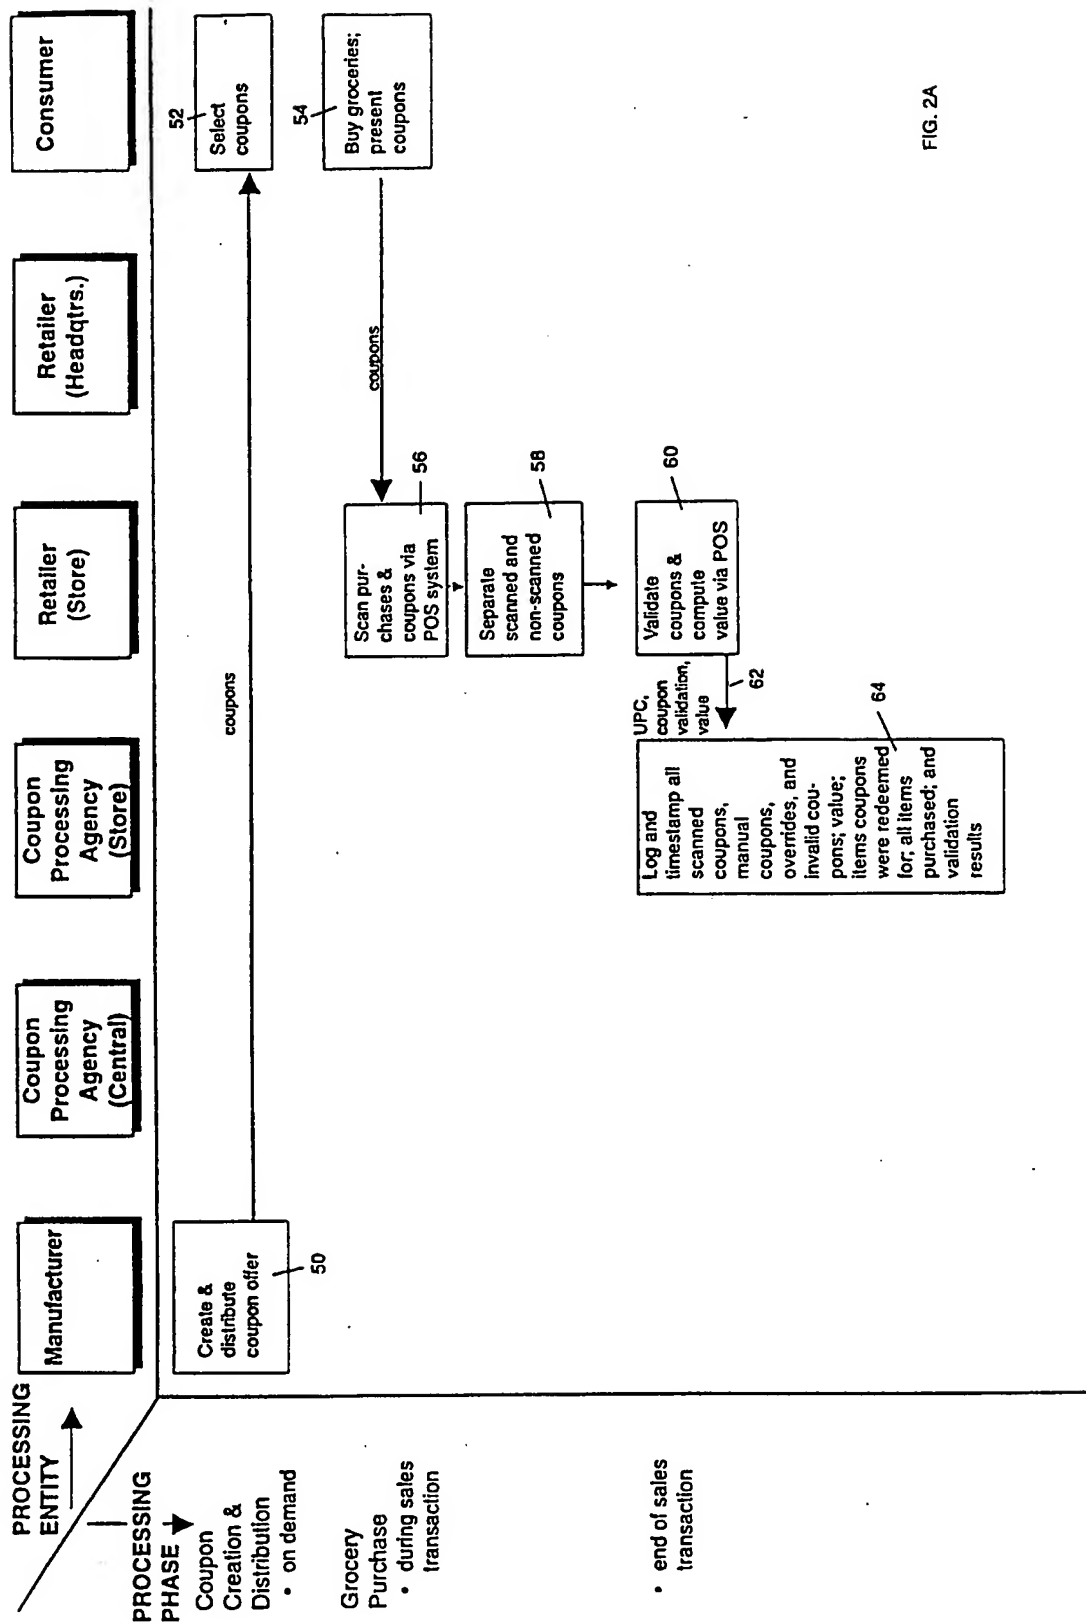 PROCESSING
ENTITY
PROCESSING
PHASE
Manufacturer
Coupon
Processing
Agency
(Central)
Coupon
Processing
Agency
(Store)
Retailer
(Store)
Retailer
(Headqtrs.)
Consumer
Coupon
Creation &
Distribution
• on demand
Create &
distribute
coupon offer
50
coupons
52
Select
coupons
Grocery
Purchase
• during sales
transaction
54
Buy groceries;
present
coupons
coupons
Scan pur-
chases &
coupons via
POS system
56
Separate
scanned and
non-scanned
coupons
58
• end of sales
transaction
Validate
coupons &
compute
value via POS
60
UPC,
coupon
validation,
value
62
Log and
timestamp all
scanned
coupons,
manual
coupons,
overrides, and
invalid cou-
pons; value;
items coupons
were redeemed
for; all items
purchased; and
validation
results
64
FIG. 2A